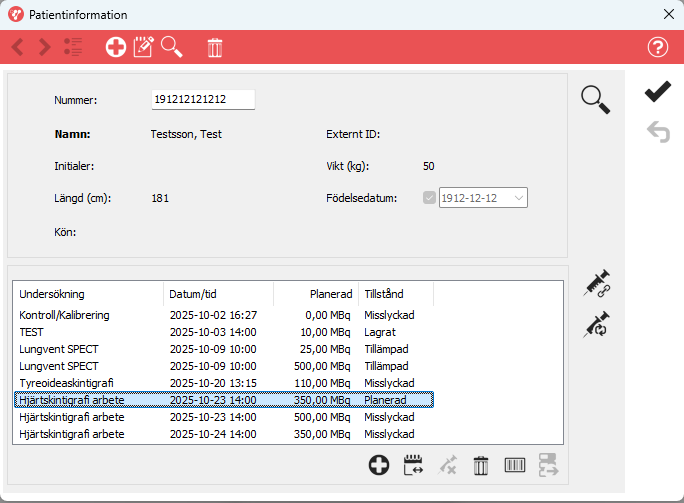 Patientinformation
Nummer: 191212121212
Namn: Testsson, Test Externt ID:
Initialer: Vikt (kg): 50
Längd (cm): 181 Födelsedatum: 1912-12-12
Kön:
Undersökning Datum/tid Planerad Tillstånd
Kontroll/Kalibrering 2025-10-02 16:27 0,00 MBq Misslyckad
TEST 2025-10-03 14:00 10,00 MBq Lagrat
Lungvent SPECT 2025-10-09 10:00 25,00 MBq Tillämpad
Lungvent SPECT 2025-10-09 10:00 500,00 MBq Tillämpad
Tyreoideaskintigrafi 2025-10-20 13:15 110,00 MBq Misslyckad
Hjärtskintigrafi arbete 2025-10-23 14:00 350,00 MBq Planerad
Hjärtskintigrafi arbete 2025-10-23 14:00 500,00 MBq Misslyckad
Hjärtskintigrafi arbete 2025-10-24 14:00 350,00 MBq Misslyckad